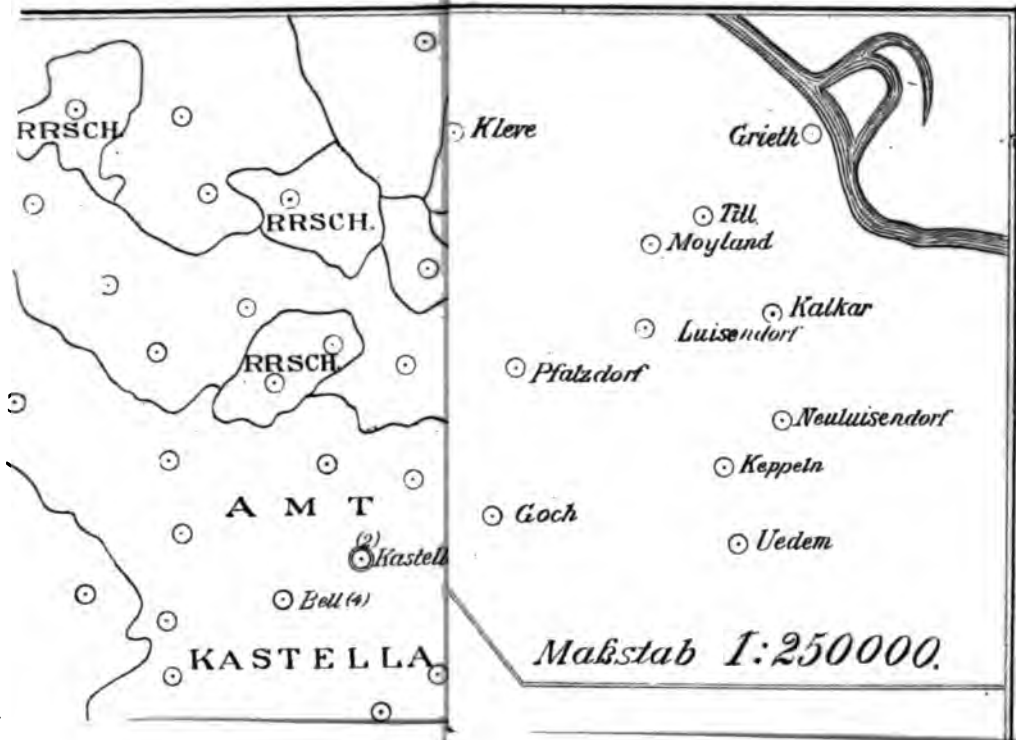 RRSCH.
RRSCH.
RRSCH.
AMT
(2)
Kastell
Bell (4)
KASTELLA
Kleve
Grieth
Till.
Moyland
Kalkar
Luisendorf
Pfalzdorf
Neuluisendorf
Keppeln
Goch
Uedem
Maßstab 1:250000.